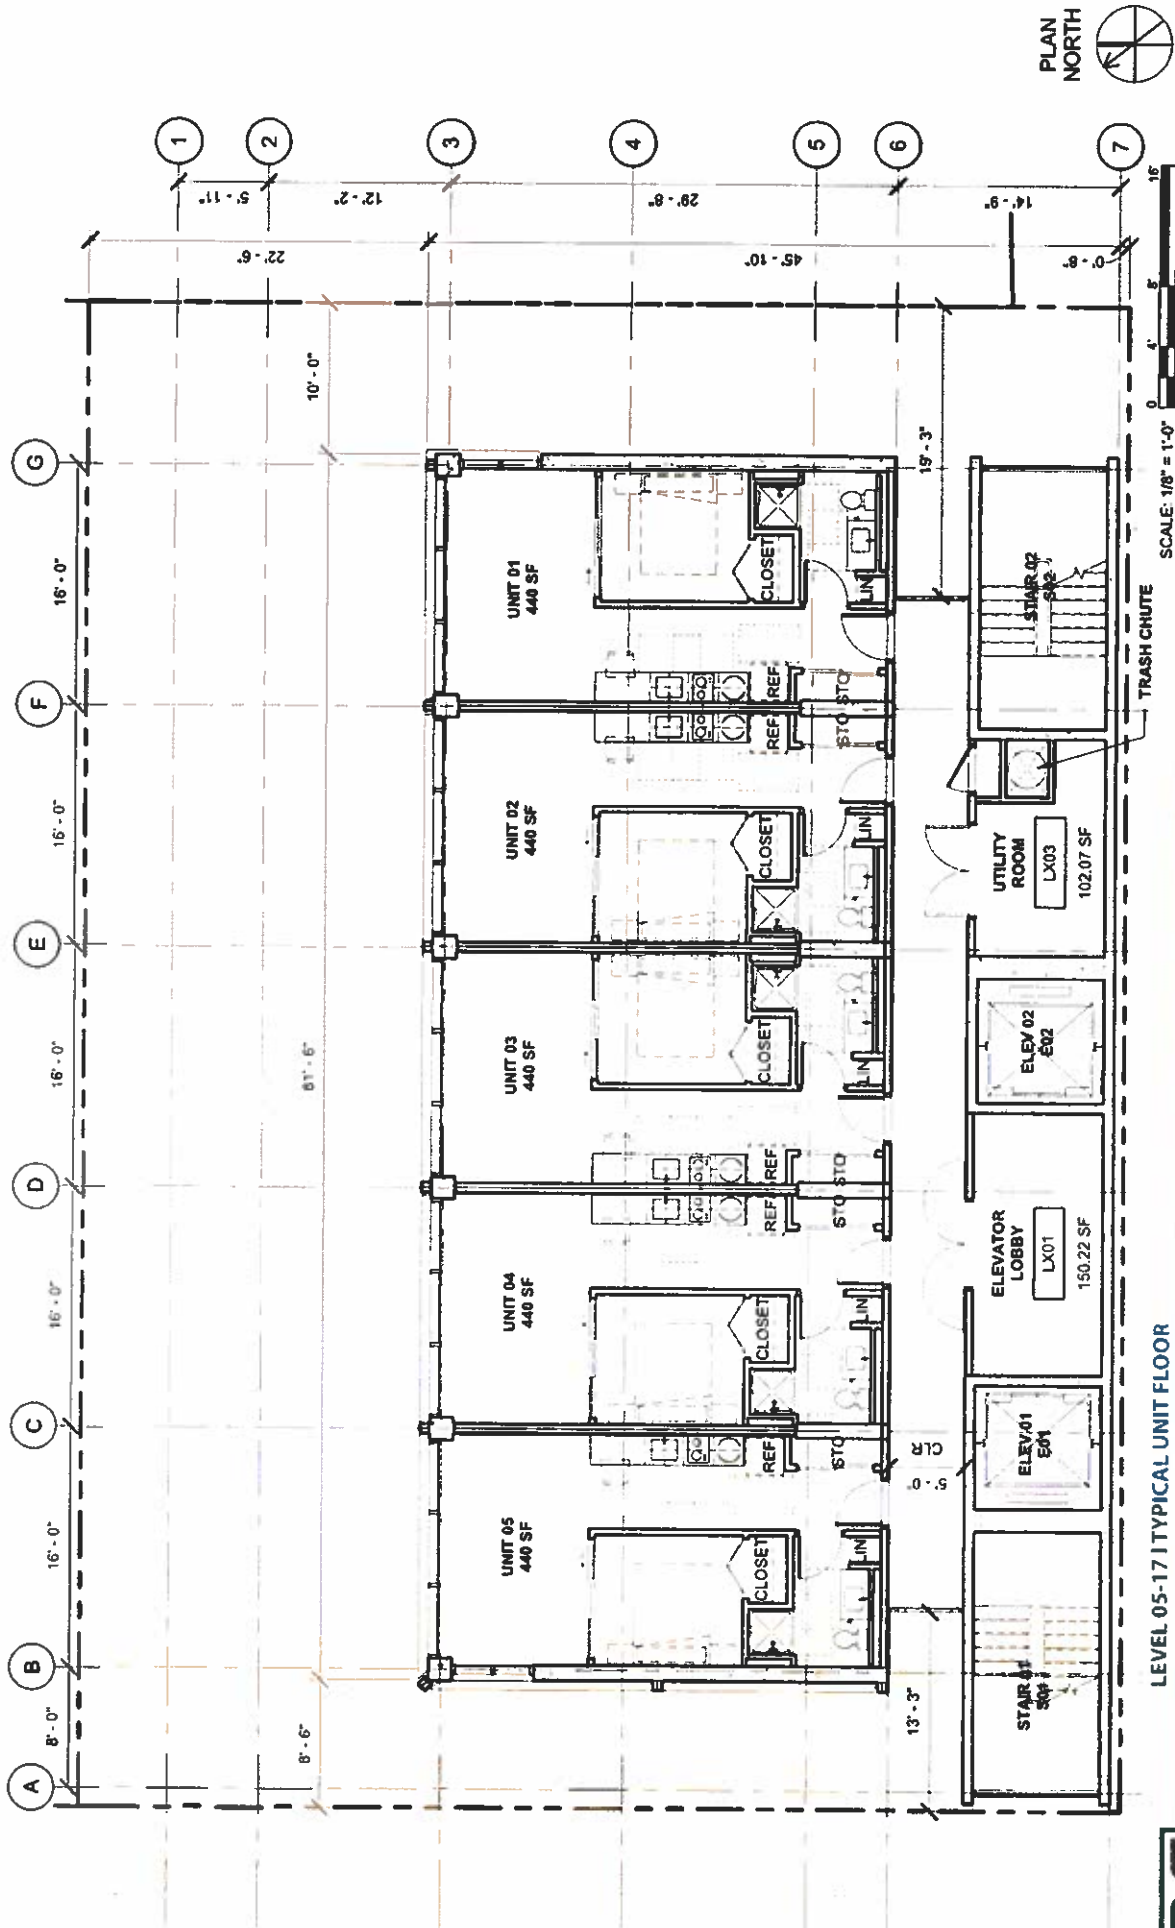 A
B
C
D
E
F
G
8'-0"
16'-0"
16'-0"
16'-0"
16'-0"
16'-0"
8'-6"
81'-6"
10'-0"
1
2
3
4
5
6
7
5'-11"
12'-2"
29'-8"
14'-9"
22'-6"
45'-10"
0'-8"
UNIT 05
440 SF
UNIT 04
440 SF
UNIT 03
440 SF
UNIT 02
440 SF
UNIT 01
440 SF
CLOSET
CLOSET
CLOSET
CLOSET
CLOSET
REF
REF
REF
REF
REF
STO
STO
STO
STO
STO
LIN
LIN
LIN
LIN
LIN
13'-3"
5'-0"
CLR
19'-3"
STAIR 01
S01
ELEV 01
E01
ELEVATOR
LOBBY
LX01
150.22 SF
ELEV 02
E02
UTILITY
ROOM
LX03
102.07 SF
STAIR 02
S02
TRASH CHUTE
LEVEL 05-17 | TYPICAL UNIT FLOOR
SCALE: 1/8" = 1'-0"
0
4'
8'
16'
PLAN
NORTH